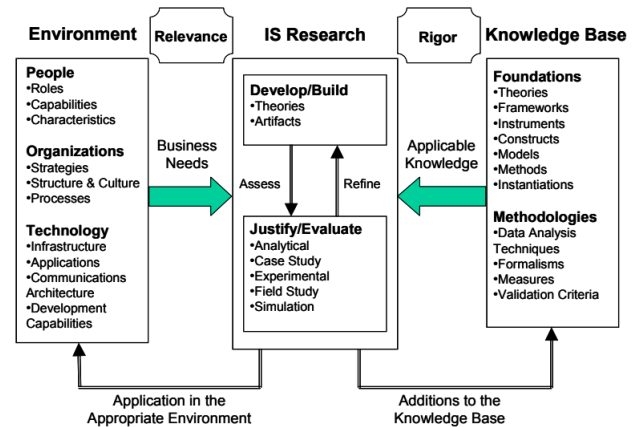 Environment
Relevance
IS Research
Rigor
Knowledge Base
People
•Roles
•Capabilities
•Characteristics
Organizations
•Strategies
•Structure & Culture
•Processes
Technology
•Infrastructure
•Applications
•Communications
Architecture
•Development
Capabilities
Business
Needs
Develop/Build
•Theories
•Artifacts
Assess
Refine
Justify/Evaluate
•Analytical
•Case Study
•Experimental
•Field Study
•Simulation
Applicable
Knowledge
Foundations
•Theories
•Frameworks
•Instruments
•Constructs
•Models
•Methods
•Instantiations
Methodologies
•Data Analysis
Techniques
•Formalisms
•Measures
•Validation Criteria
Application in the
Appropriate Environment
Additions to the
Knowledge Base